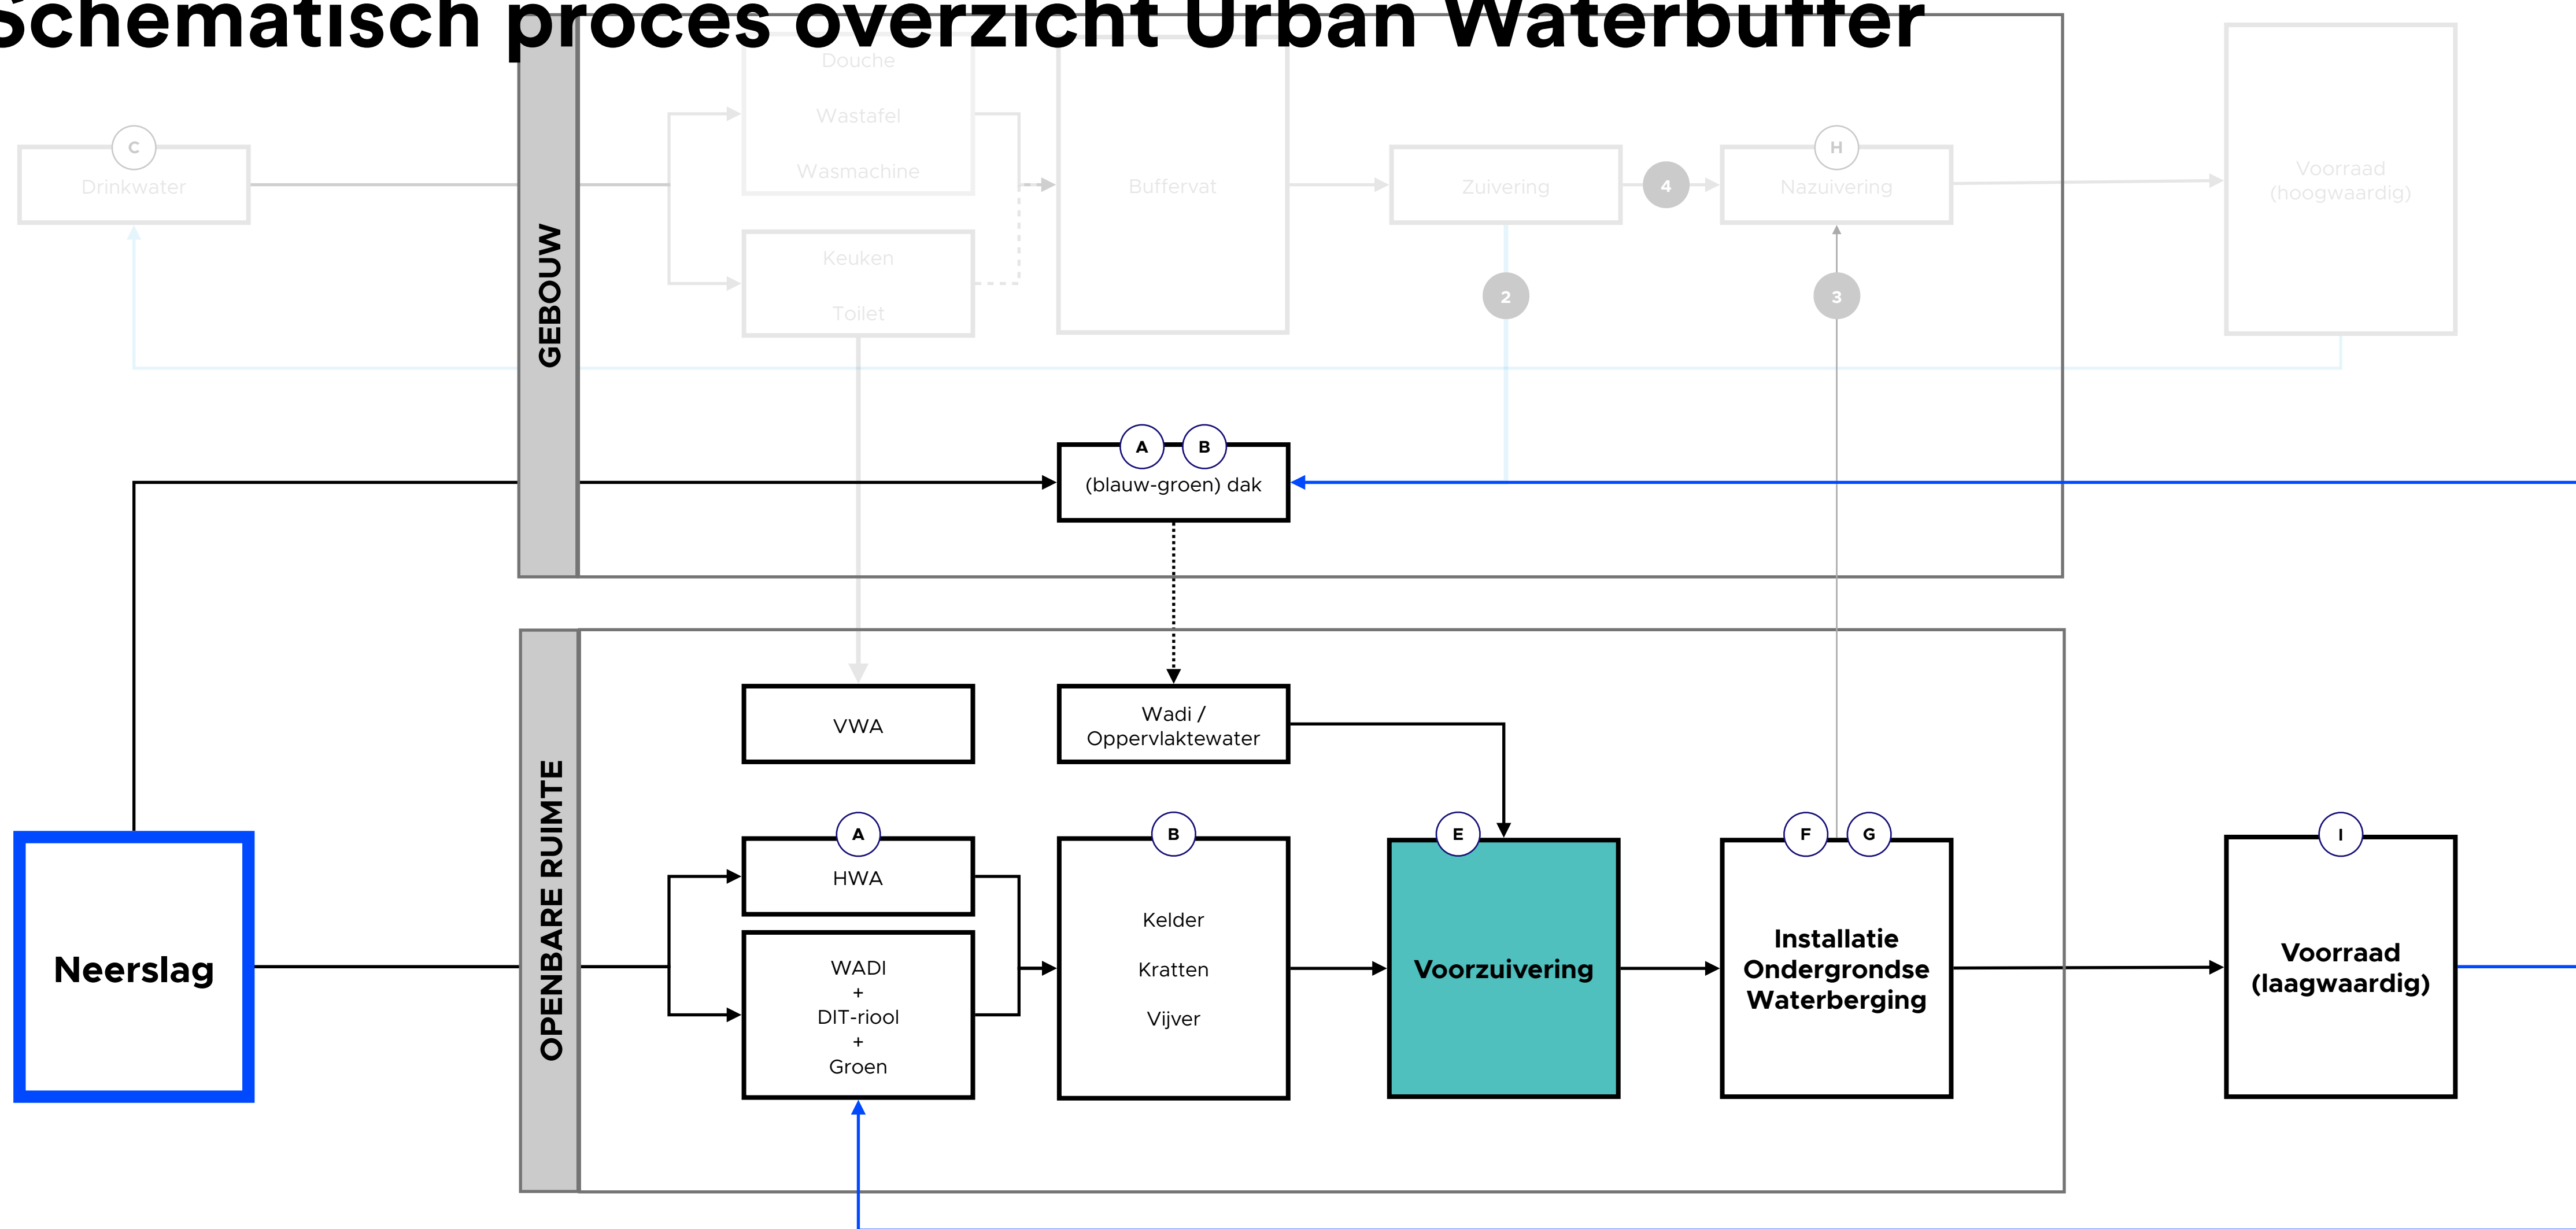 Schematisch proces overzicht Urban Waterbuffer
GEBOUW
Douche
Wastafel
Wasmachine
C
Drinkwater
Keuken
Toilet
Buffervat
Zuivering
4
H
Nazuivering
Voorraad
(hoogwaardig)
2
3
A
B
(blauw-groen) dak
OPENBARE RUIMTE
VWA
Wadi /
Oppervlaktewater
Neerslag
A
HWA
WADI
+
DIT-riool
+
Groen
B
Kelder
Kratten
Vijver
E
Voorzuivering
F
G
Installatie
Ondergrondse
Waterberging
I
Voorraad
(laagwaardig)